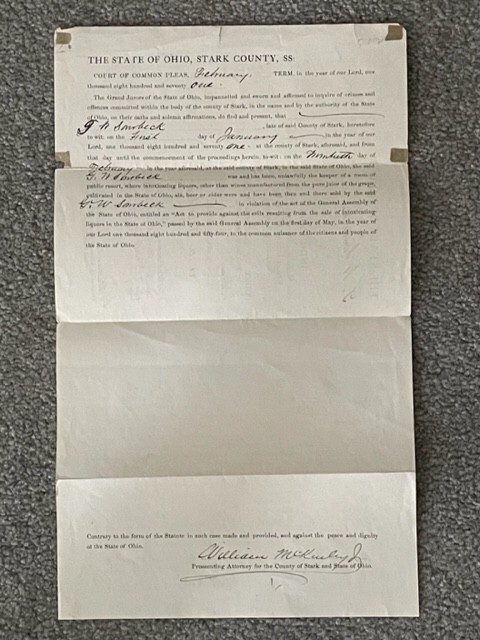 THE STATE OF OHIO, STARK COUNTY, SS:
COURT OF COMMON PLEAS, February TERM, in the year of our Lord, one
thousand eight hundred and seventy one.
The Grand Jurors of the State of Ohio, impannelled and sworn and affirmed to inquire of crimes and
offences committed within the body of the county of Stark, in the name and by the authority of the State
of Ohio, on their oaths and solemn affirmations, do find and present, that
G W late of said County of Stark, heretofore
to wit: on the First day of January in the year of our
Lord, one thousand eight hundred and seventy one at the county of Stark, aforesaid, and from
that day until the commencement of the proceedings herein, to wit: on the Twentieth day of
February in the year aforesaid, at the said county of Stark, in the said State of Ohio, the said
G. W was and has been, unlawfully the keeper of a room of
public resort, where intoxicating liquors, other than wines manufactured from the pure juice of the grape,
cultivated in the State of Ohio, ale, beer or cider were and have been then and there sold by the said
G. W in violation of the act of the General Assembly of
the State of Ohio, entitled an "Act to provide against the evils resulting from the sale of intoxicating
liquors in the State of Ohio," passed by the said General Assembly on the first day of May, in the year of
our Lord one thousand eight hundred and fifty four, to the common nuisance of the citizens and people of
the State of Ohio.
Contrary to the form of the Statute in such case made and provided, and against the peace and dignity
of the State of Ohio.
William McKinley Jr
Prosecuting Attorney for the County of Stark and State of Ohio.